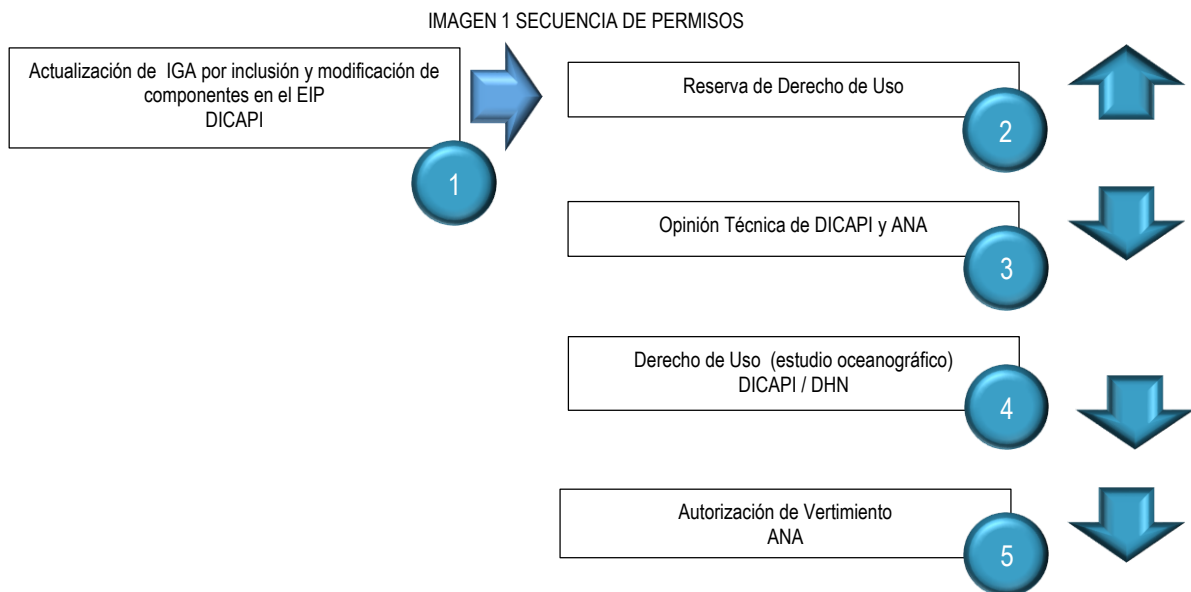 IMAGEN 1 SECUENCIA DE PERMISOS
Actualización de IGA por inclusión y modificación de
componentes en el EIP
DICAPI
1
Reserva de Derecho de Uso
2
Opinión Técnica de DICAPI y ANA
3
Derecho de Uso (estudio oceanográfico)
DICAPI / DHN
4
Autorización de Vertimiento
ANA
5